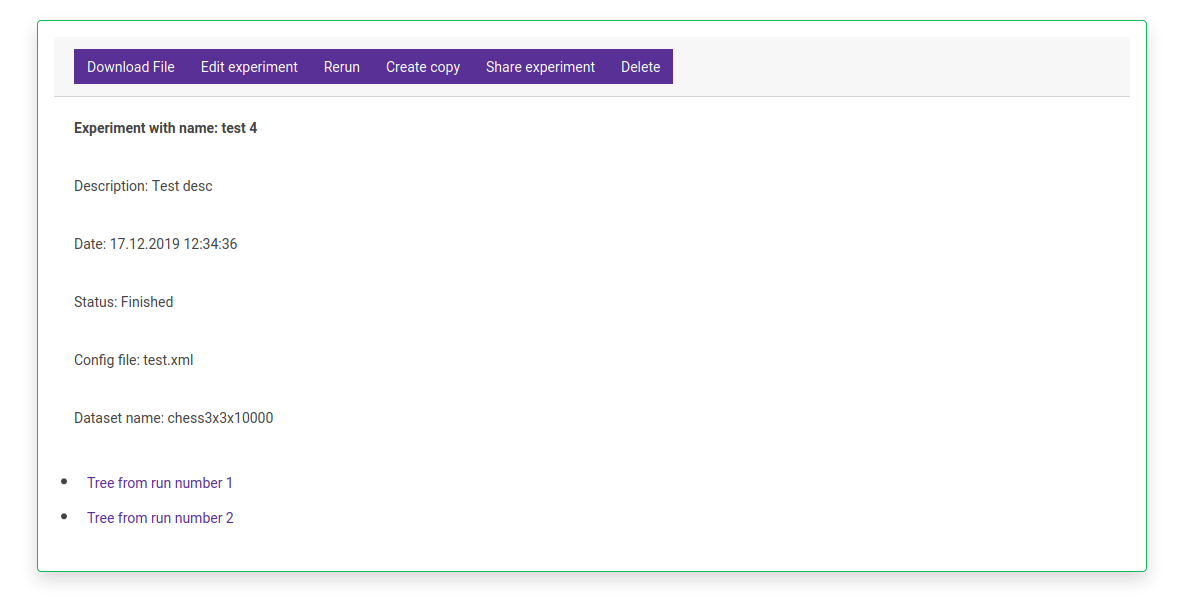 Download File Edit experiment Rerun Create copy Share experiment Delete
Experiment with name: test 4
Description: Test desc
Date: 17.12.2019 12:34:36
Status: Finished
Config file: test.xml
Dataset name: chess3x3x10000
Tree from run number 1
Tree from run number 2